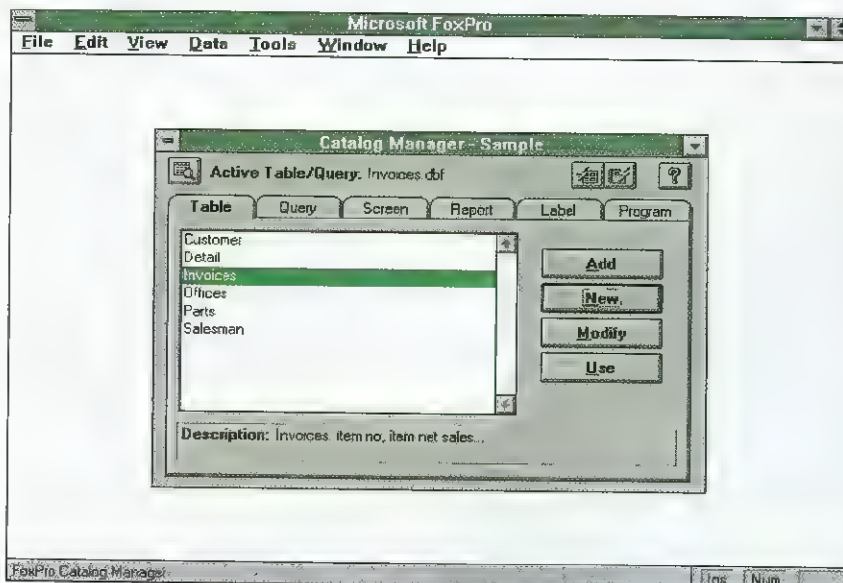 Microsoft FoxPro
File Edit View Data Tools Window Help
Catalog Manager - Sample
Active Table/Query: Invoices.dbf
?
Table Query Screen Report Label Program
Customer
Detail
Invoices
Offices
Parts
Salesman
Add
New
Modify
Use
Description: Invoices. item no, item net sales...
FoxPro Catalog Manager Ins Num